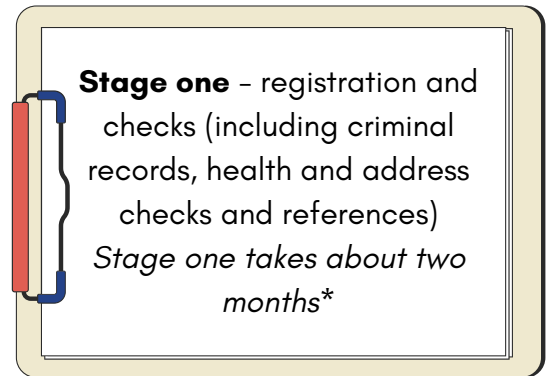 Stage one – registration and
checks (including criminal
records, health and address
checks and references)
Stage one takes about two
months*